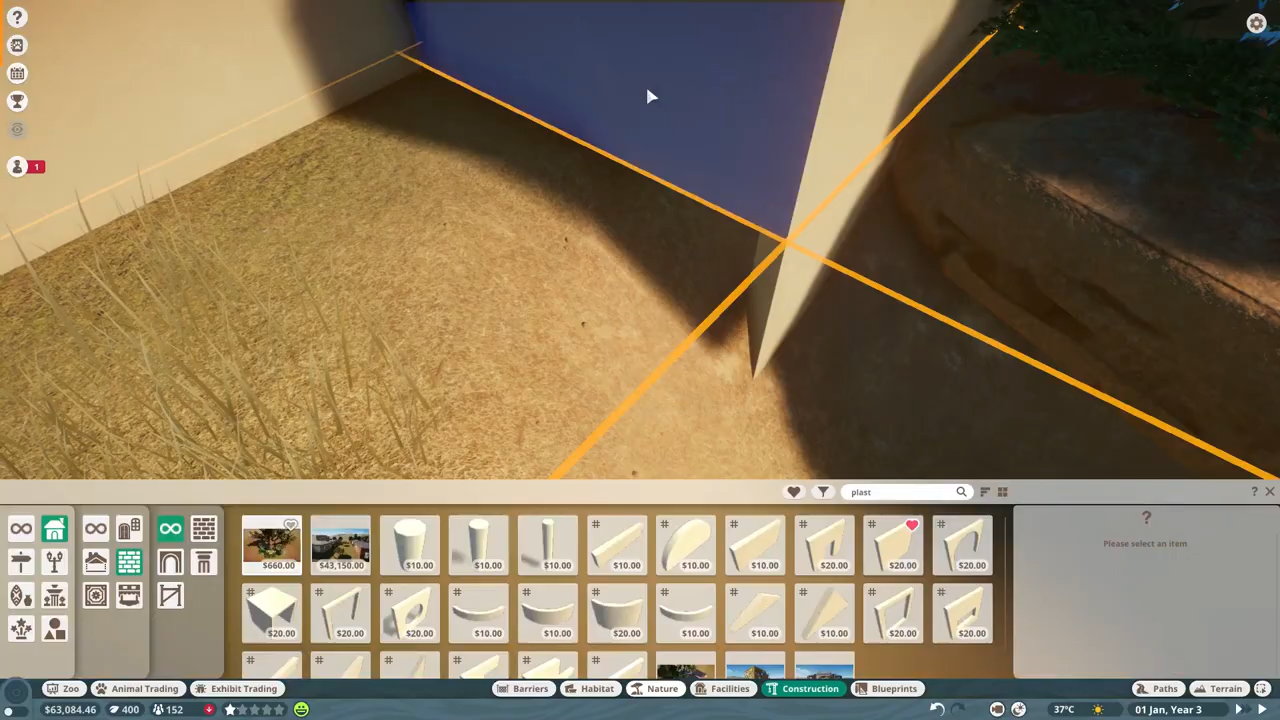 ?
1
plast
?
$660.00
$43,150.00
$10.00
$10.00
$10.00
$10.00
$10.00
$10.00
$20.00
$20.00
$10.00
$20.00
$20.00
$20.00
$10.00
$10.00
$20.00
$10.00
$10.00
$10.00
$20.00
$20.00
?
Please select an item
Zoo
Animal Trading
Exhibit Trading
Barriers
Habitat
Nature
Facilities
Construction
Blueprints
Paths
Terrain
$63,084.46
400
152
37°C
01 Jan, Year 3